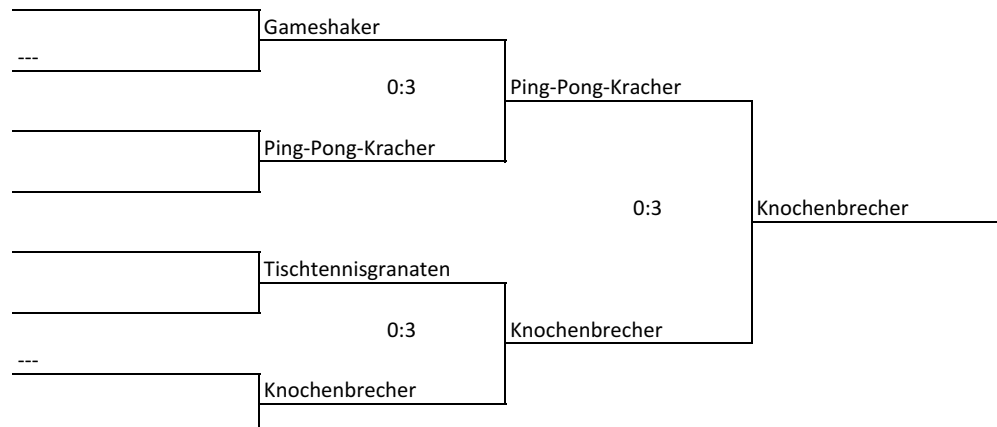 Gameshaker
---
0:3
Ping-Pong-Kracher
Ping-Pong-Kracher
0:3
Knochenbrecher
Tischtennisgranaten
0:3
Knochenbrecher
---
Knochenbrecher